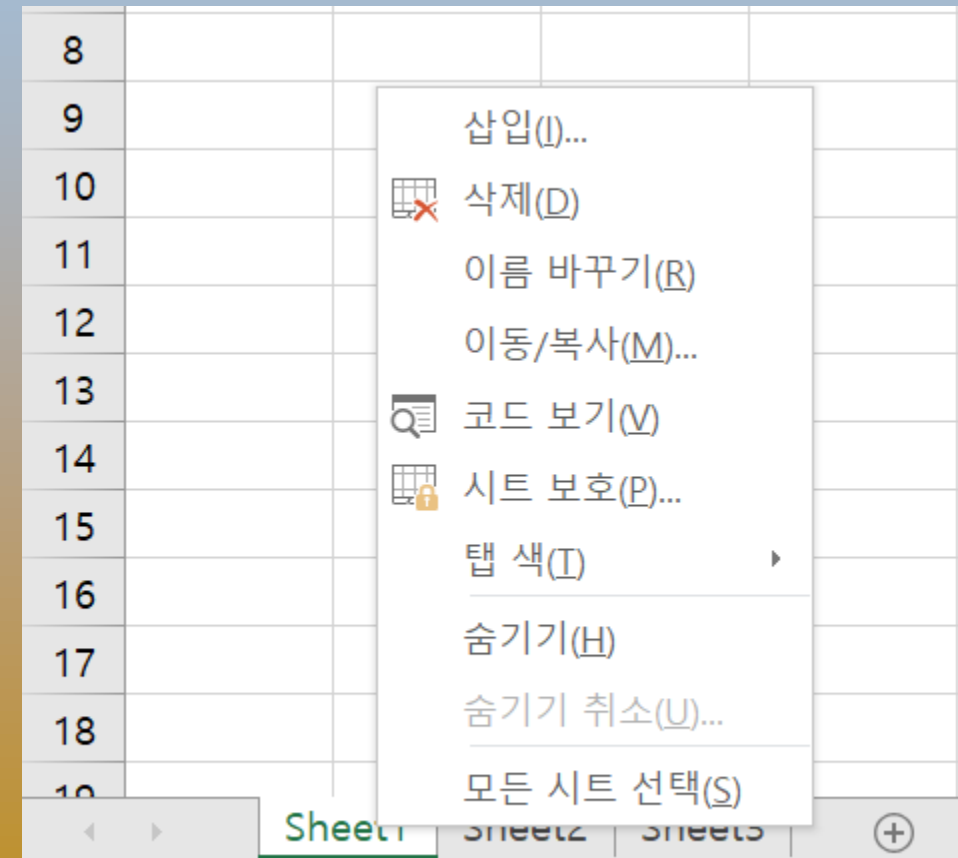 8
9
10
11
12
13
14
15
16
17
18
19
삽입(I)...
삭제(D)
이름 바꾸기(R)
이동/복사(M)...
코드 보기(V)
시트 보호(P)...
탭 색(T)
숨기기(H)
숨기기 취소(U)...
모든 시트 선택(S)
Sheet1 Sheet2 Sheet3